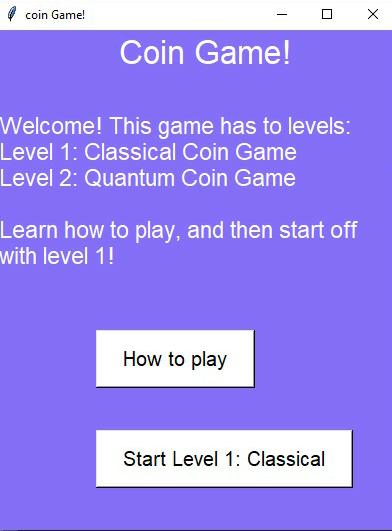 coin Game!
Coin Game!
Welcome! This game has to levels:
Level 1: Classical Coin Game
Level 2: Quantum Coin Game
Learn how to play, and then start off
with level 1!
How to play
Start Level 1: Classical